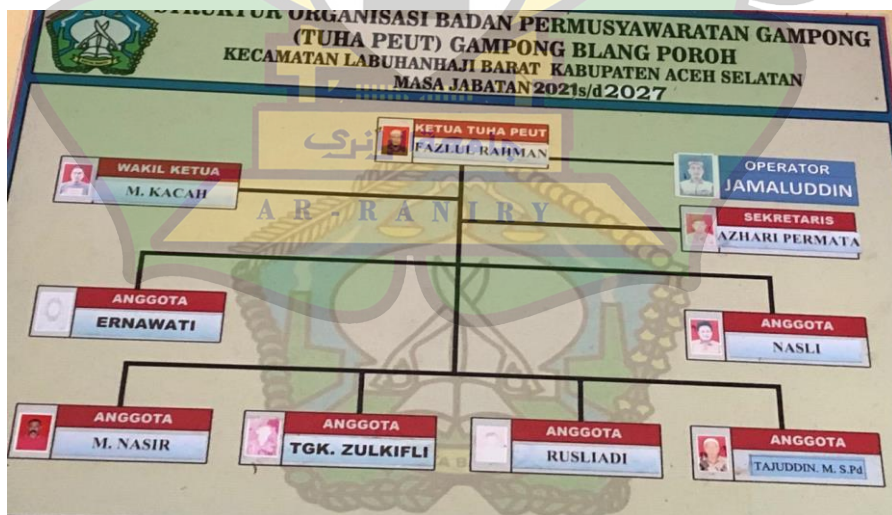 STRUKTUR ORGANISASI BADAN PERMUSYAWARATAN GAMPONG
(TUHA PEUT) GAMPONG BLANG POROH
KECAMATAN LABUHANHAJI BARAT KABUPATEN ACEH SELATAN
MASA JABATAN 2021s/d2027
KETUA TUHA PEUT
FAZLUL RAHMAN
WAKIL KETUA
M. KACAH
OPERATOR
JAMALUDDIN
SEKRETARIS
AZHARI PERMATA
AR-RANIRY
ANGGOTA
ERNAWATI
ANGGOTA
NASLI
ANGGOTA
M. NASIR
ANGGOTA
TGK. ZULKIFLI
ANGGOTA
RUSLIADI
ANGGOTA
TAJUDDIN. M. S.Pd